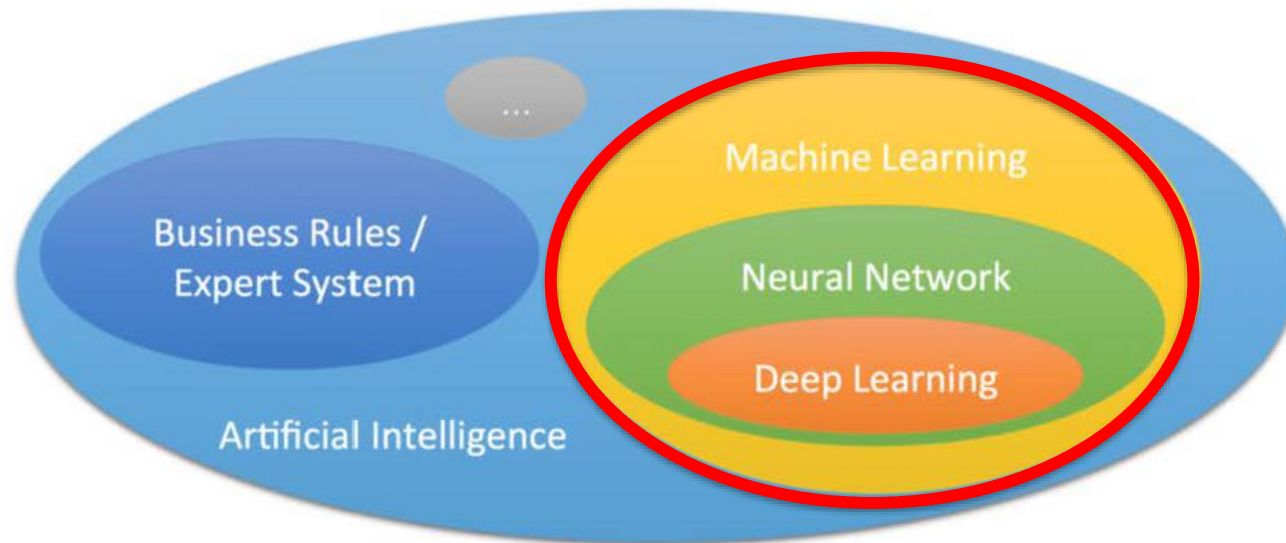 ...
Machine Learning
Business Rules /
Expert System
Neural Network
Deep Learning
Artificial Intelligence